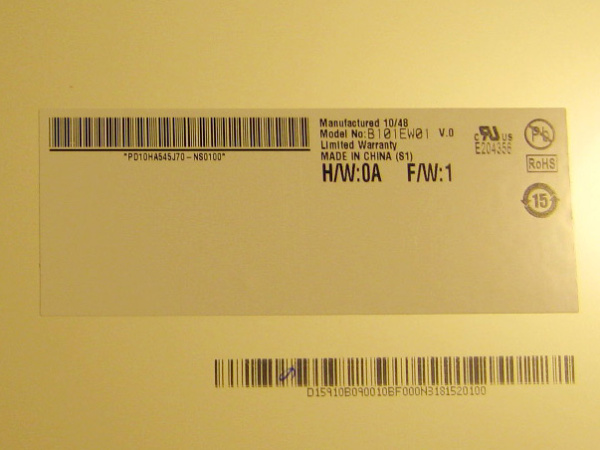 Manufactured 10/48
Model No:B101EW01 V.0
Limited Warranty
MADE IN CHINA (S1)
H/W:0A F/W:1
*PD10HA545J70-NS0100*
c RU US
E204356
Pb
RoHS
15
D15910B090010BF000N3181520100